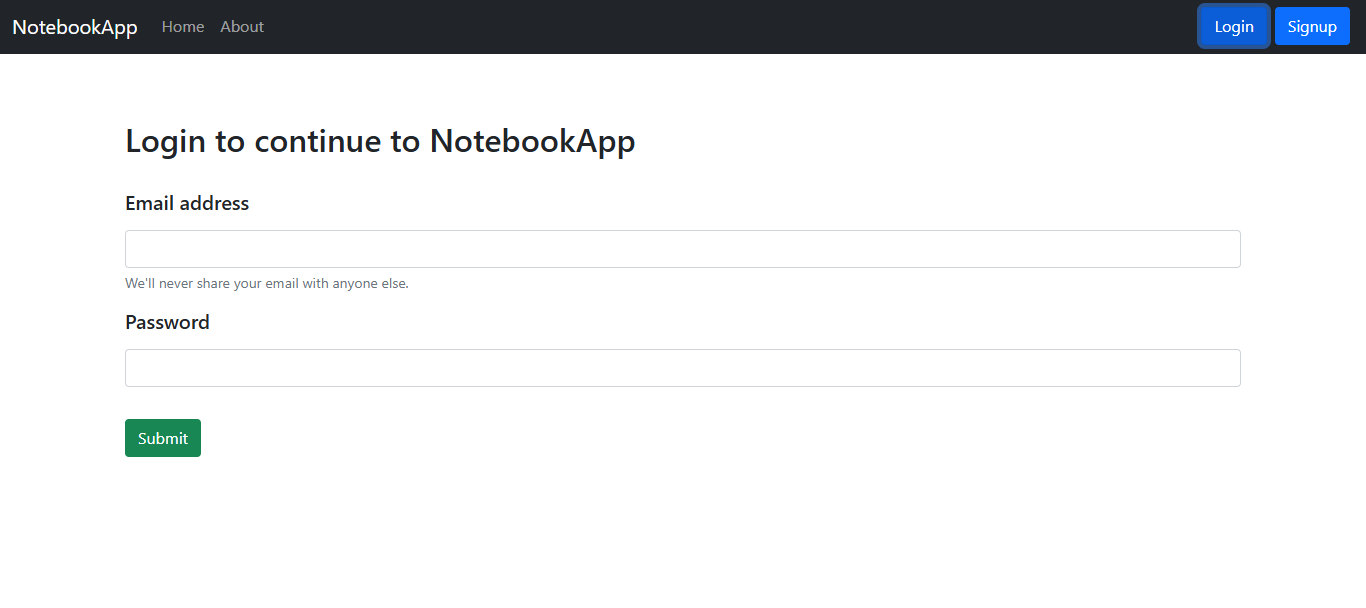 NotebookApp Home About Login Signup
Login to continue to NotebookApp
Email address
We'll never share your email with anyone else.
Password
Submit